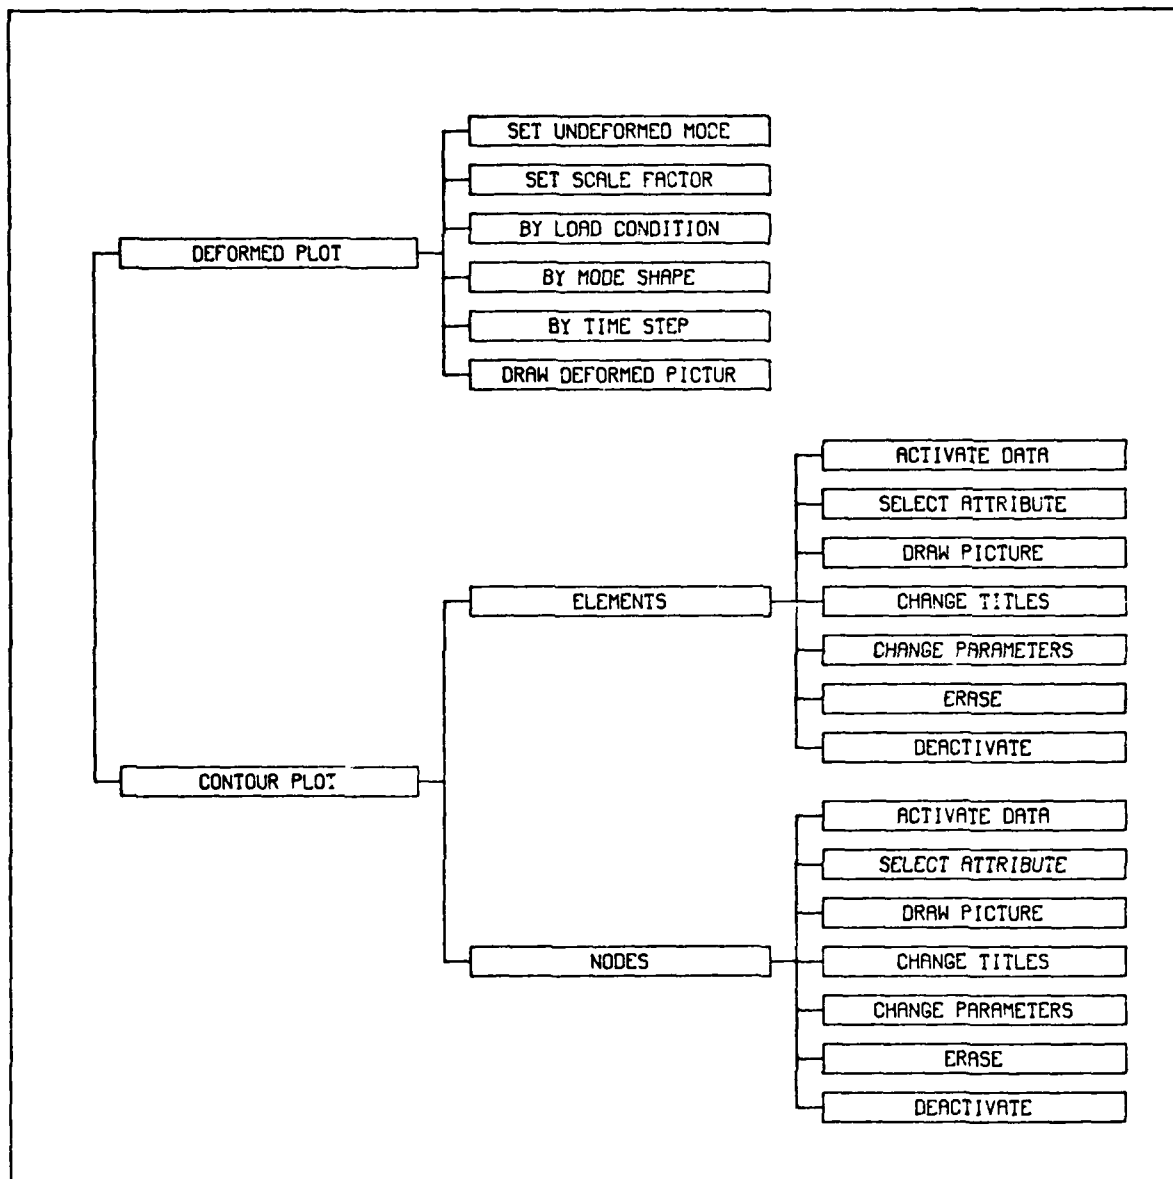 SET UNDEFORMED MODE
SET SCALE FACTOR
BY LOAD CONDITION
DEFORMED PLOT
BY MODE SHAPE
BY TIME STEP
DRAW DEFORMED PICTUR
ACTIVATE DATA
SELECT ATTRIBUTE
DRAW PICTURE
ELEMENTS
CHANGE TITLES
CHANGE PARAMETERS
ERASE
DEACTIVATE
CONTOUR PLOT
ACTIVATE DATA
SELECT ATTRIBUTE
DRAW PICTURE
NODES
CHANGE TITLES
CHANGE PARAMETERS
ERASE
DEACTIVATE